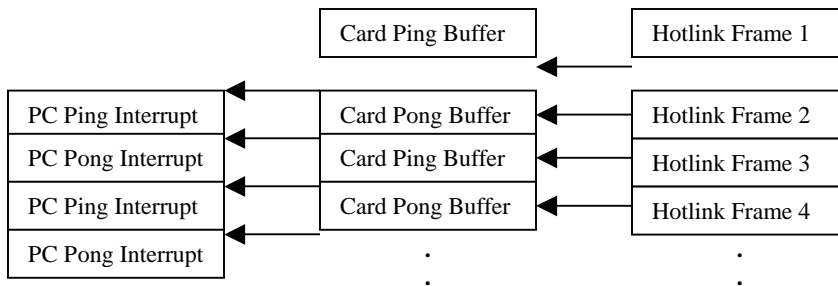 Card Ping Buffer Hotlink Frame 1
PC Ping Interrupt Card Pong Buffer Hotlink Frame 2
PC Pong Interrupt Card Ping Buffer Hotlink Frame 3
PC Ping Interrupt Card Pong Buffer Hotlink Frame 4
PC Pong Interrupt . .
. .